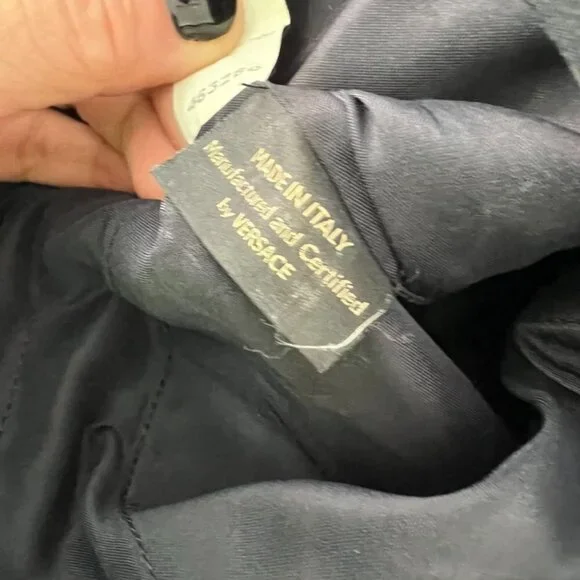 MADE IN ITALY
Manufactured and Certified
by VERSACE